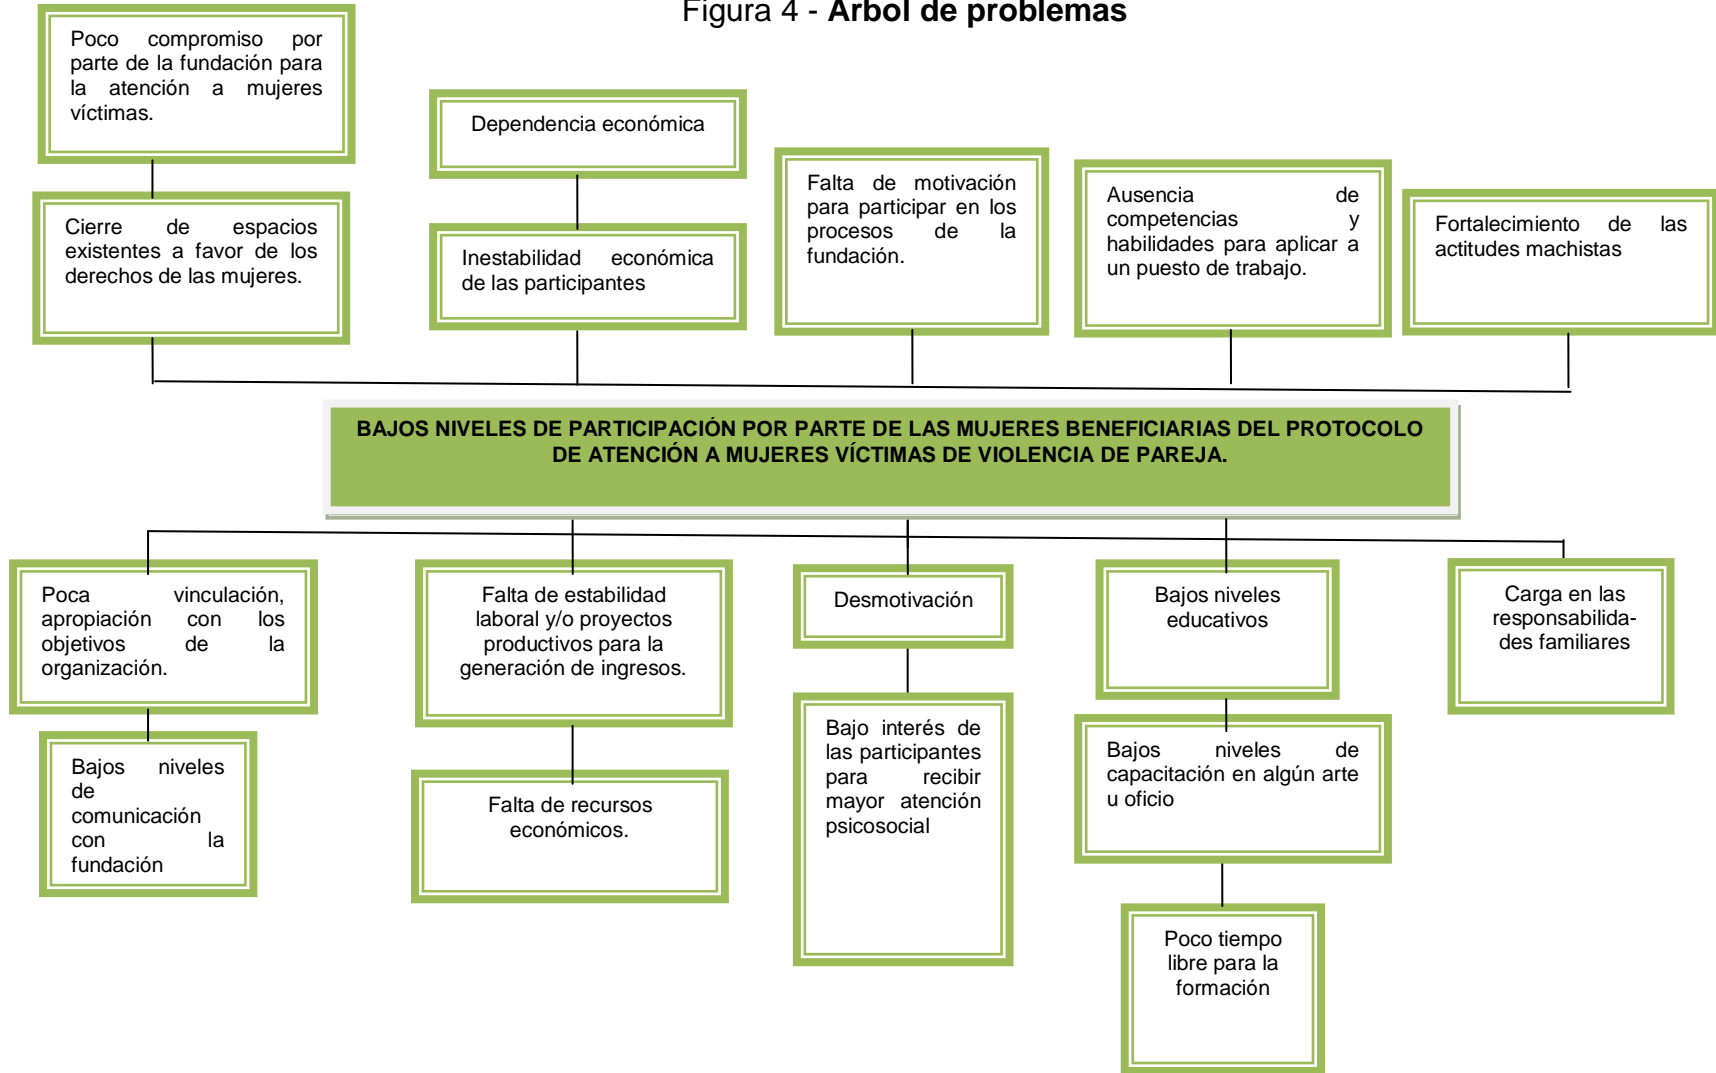 Figura 4 - Árbol de problemas
Poco compromiso por
parte de la fundación para
la atención a mujeres
víctimas.
Dependencia económica
Cierre de espacios
existentes a favor de los
derechos de las mujeres.
Inestabilidad económica
de las participantes
Falta de motivación
para participar en los
procesos de la
fundación.
Ausencia de
competencias y
habilidades para aplicar a
un puesto de trabajo.
Fortalecimiento de las
actitudes machistas
BAJOS NIVELES DE PARTICIPACIÓN POR PARTE DE LAS MUJERES BENEFICIARIAS DEL PROTOCOLO
DE ATENCIÓN A MUJERES VÍCTIMAS DE VIOLENCIA DE PAREJA.
Poca vinculación,
apropiación con los
objetivos de la
organización.
Falta de estabilidad
laboral y/o proyectos
productivos para la
generación de ingresos.
Desmotivación
Bajos niveles
educativos
Carga en las
responsabilida-
des familiares
Bajos niveles
de
comunicación
con la
fundación
Falta de recursos
económicos.
Bajo interés de
las participantes
para recibir
mayor atención
psicosocial
Bajos niveles de
capacitación en algún arte
u oficio
Poco tiempo
libre para la
formación